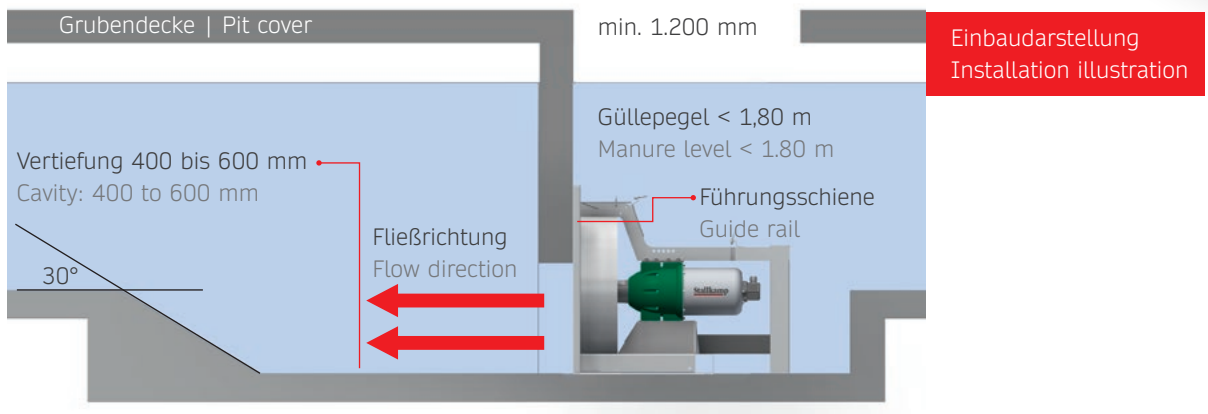 Grubendecke | Pit cover
min. 1.200 mm
Einbaudarstellung
Installation illustration
Güllepegel < 1,80 m
Manure level < 1.80 m
Vertiefung 400 bis 600 mm
Cavity: 400 to 600 mm
Führungsschiene
Guide rail
Fließrichtung
Flow direction
30°
Stallkamp